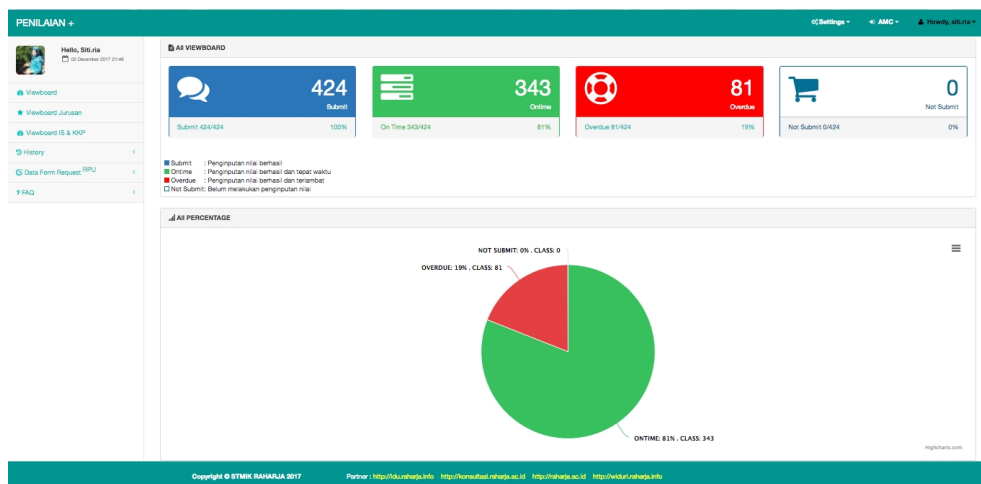 PENILAIAN +
Settings
AMC
Howdy, siti.ria
Hello, Siti.ria
02 December 2017 21:48
Viewboard
Viewboard Jurusan
Viewboard IS & KKP
History
Data Form Request RPU
? FAQ
All VIEWBOARD
424
Submit
Submit 424/424 100%
343
Ontime
On Time 343/424 81%
81
Overdue
Overdue 81/424 19%
0
Not Submit
Not Submit 0/424 0%
Submit : Penginputan nilai berhasil
Ontime : Penginputan nilai berhasil dan tepat waktu
Overdue : Penginputan nilai berhasil dan terlambat
Not Submit: Belum melakukan penginputan nilai
All PERCENTAGE
NOT SUBMIT: 0% . CLASS: 0
OVERDUE: 19% . CLASS: 81
ONTIME: 81% . CLASS: 343
Highcharts.com
Copyright © STMIK RAHARJA 2017 Partner : http://idu.raharja.info http://konsultasi.raharja.ac.id http://raharja.ac.id http://widuri.raharja.info